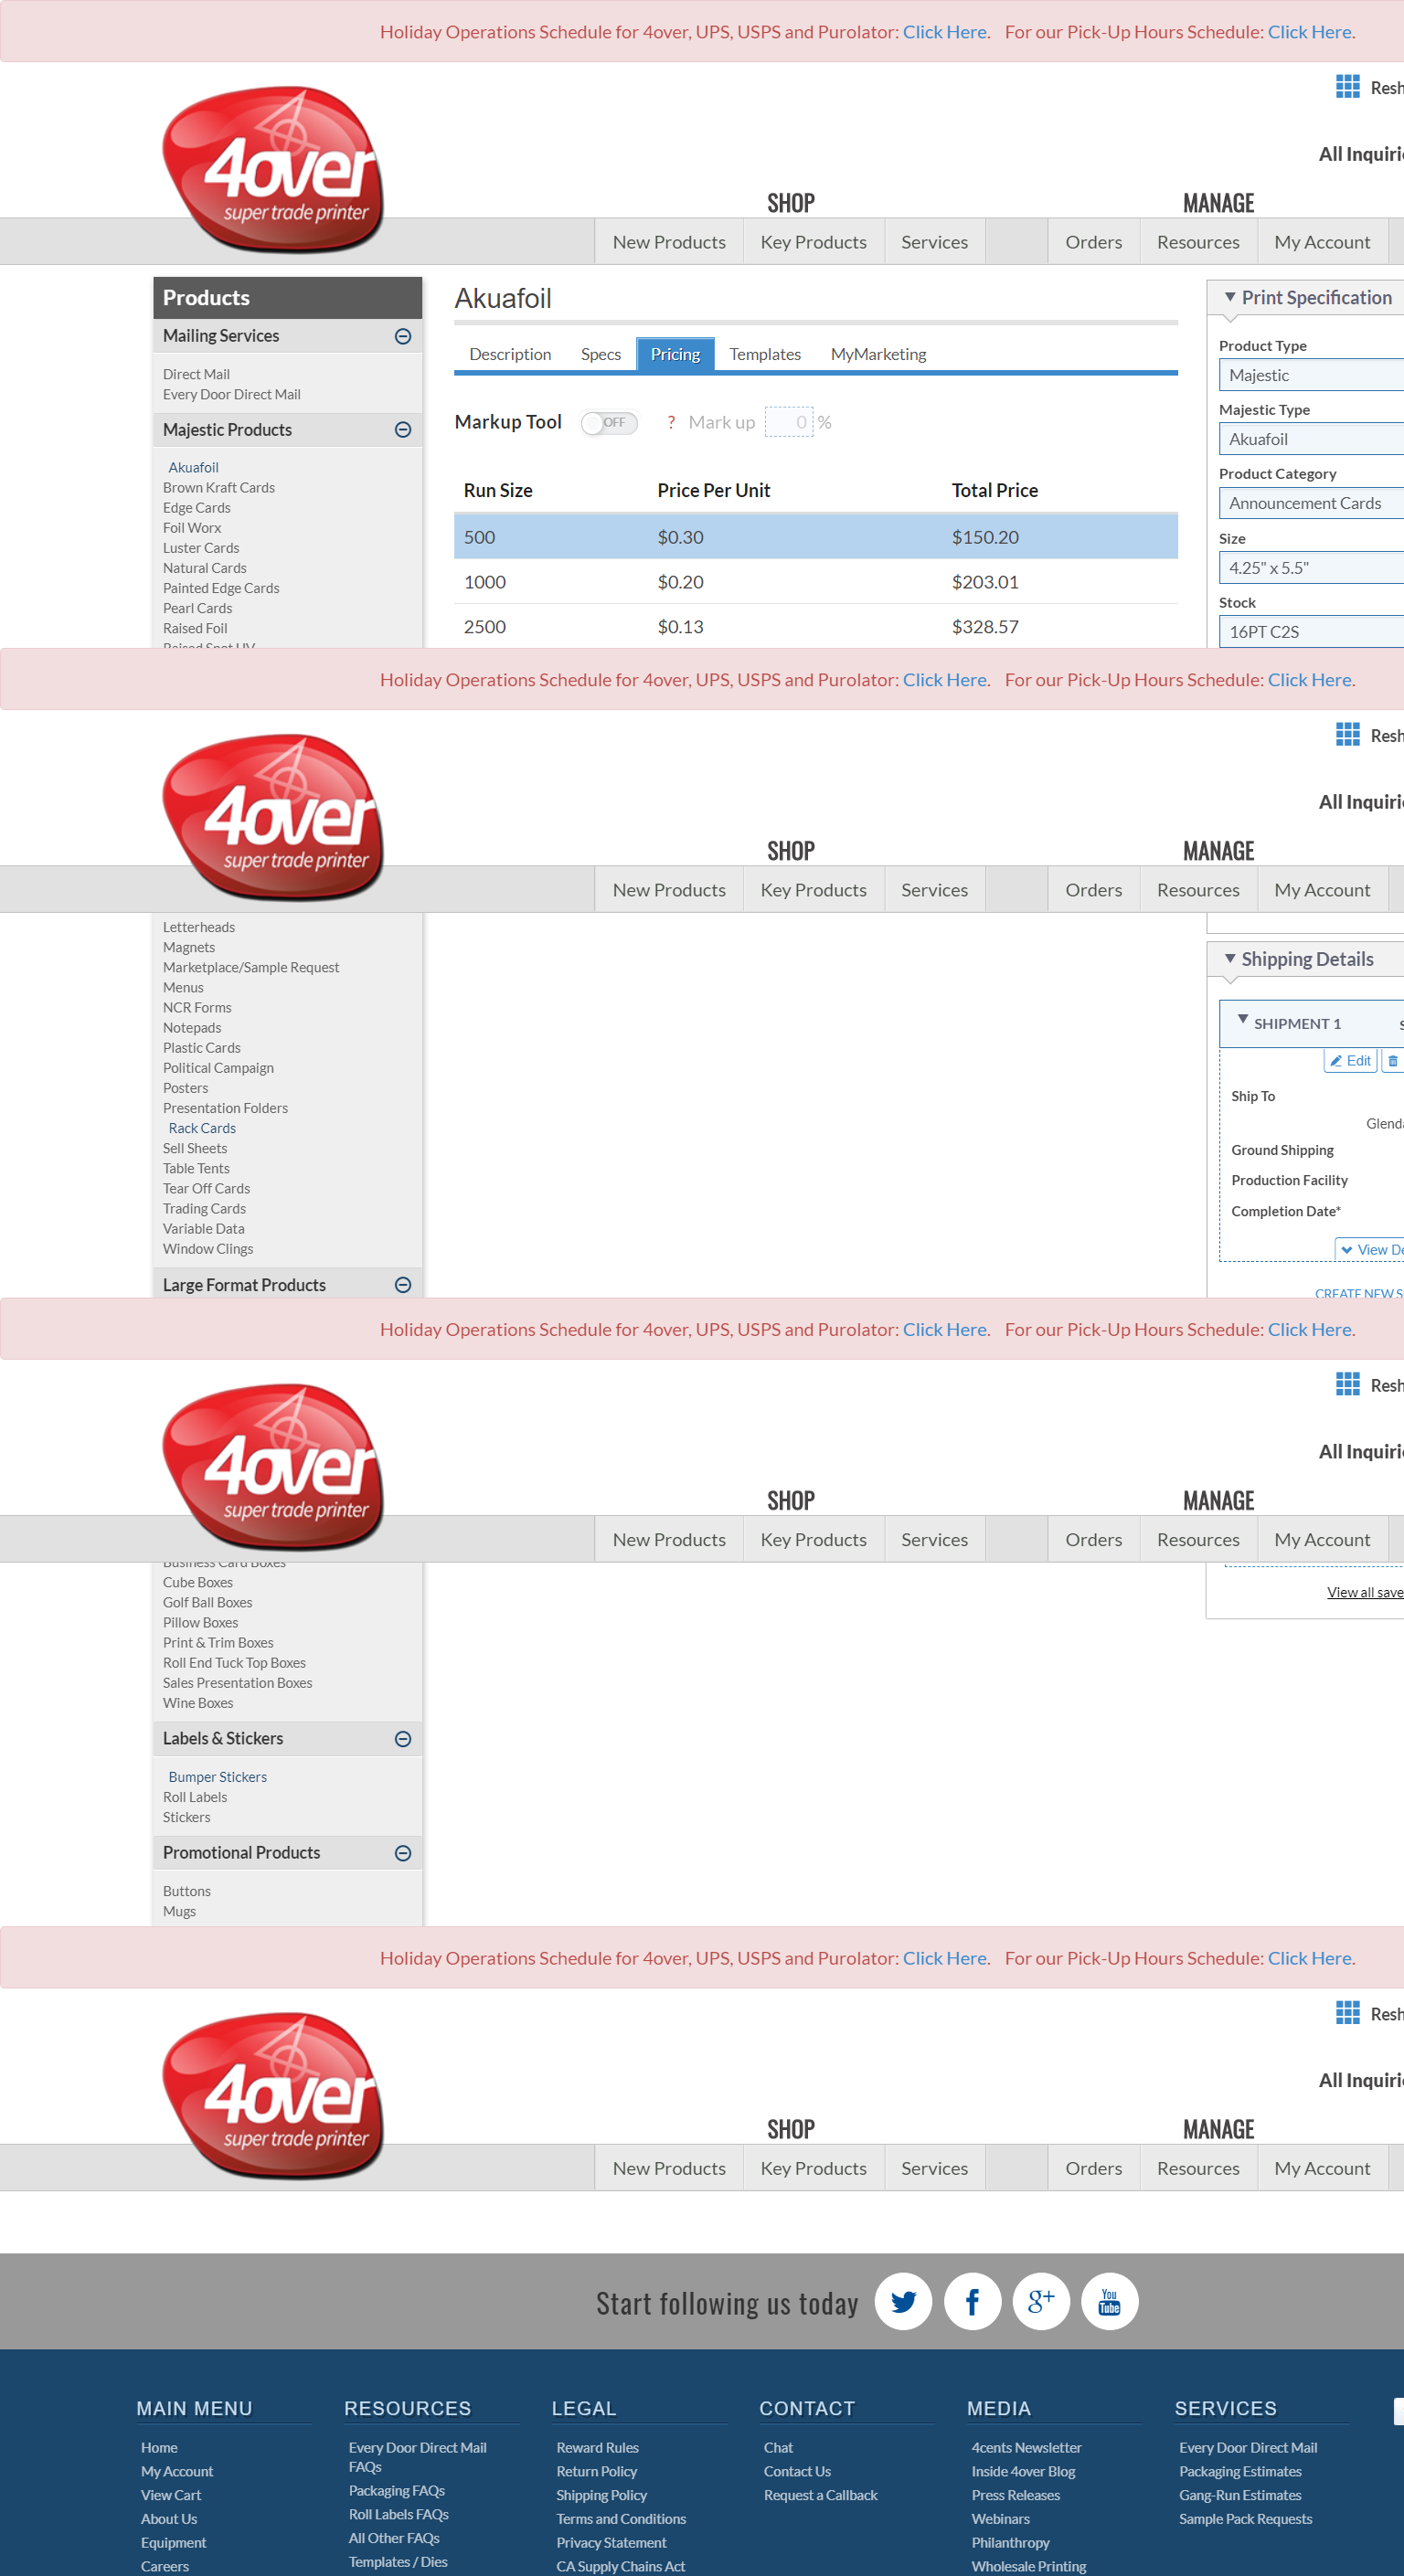 Holiday Operations Schedule for 4over, UPS, USPS and Purolator: Click Here. For our Pick-Up Hours Schedule: Click Here.
Resh
All Inquirie
4over
super trade printer
SHOP MANAGE
New Products Key Products Services Orders Resources My Account
Products
Mailing Services
Direct Mail
Every Door Direct Mail
Majestic Products
Akuafoil
Brown Kraft Cards
Edge Cards
Foil Worx
Luster Cards
Natural Cards
Painted Edge Cards
Pearl Cards
Raised Foil
Raised Spot UV
Akuafoil
Description Specs Pricing Templates MyMarketing
Markup Tool OFF ? Mark up 0 %
Run Size Price Per Unit Total Price
500 $0.30 $150.20
1000 $0.20 $203.01
2500 $0.13 $328.57
Print Specification
Product Type
Majestic
Majestic Type
Akuafoil
Product Category
Announcement Cards
Size
4.25" x 5.5"
Stock
16PT C2S
Holiday Operations Schedule for 4over, UPS, USPS and Purolator: Click Here. For our Pick-Up Hours Schedule: Click Here.
Resh
All Inquirie
4over
super trade printer
SHOP MANAGE
New Products Key Products Services Orders Resources My Account
Letterheads
Magnets
Marketplace/Sample Request
Menus
NCR Forms
Notepads
Plastic Cards
Political Campaign
Posters
Presentation Folders
Rack Cards
Sell Sheets
Table Tents
Tear Off Cards
Trading Cards
Variable Data
Window Clings
Large Format Products
Shipping Details
SHIPMENT 1
Edit
Ship To
Glenda
Ground Shipping
Production Facility
Completion Date*
View De
CREATE NEW S
Holiday Operations Schedule for 4over, UPS, USPS and Purolator: Click Here. For our Pick-Up Hours Schedule: Click Here.
Resh
All Inquirie
4over
super trade printer
SHOP MANAGE
New Products Key Products Services Orders Resources My Account
Business Card Boxes
Cube Boxes
Golf Ball Boxes
Pillow Boxes
Print & Trim Boxes
Roll End Tuck Top Boxes
Sales Presentation Boxes
Wine Boxes
Labels & Stickers
Bumper Stickers
Roll Labels
Stickers
Promotional Products
Buttons
Mugs
View all save
Holiday Operations Schedule for 4over, UPS, USPS and Purolator: Click Here. For our Pick-Up Hours Schedule: Click Here.
Resh
All Inquirie
4over
super trade printer
SHOP MANAGE
New Products Key Products Services Orders Resources My Account
Start following us today g+ You Tube
MAIN MENU
Home
My Account
View Cart
About Us
Equipment
Careers
RESOURCES
Every Door Direct Mail
FAQs
Packaging FAQs
Roll Labels FAQs
All Other FAQs
Templates / Dies
LEGAL
Reward Rules
Return Policy
Shipping Policy
Terms and Conditions
Privacy Statement
CA Supply Chains Act
CONTACT
Chat
Contact Us
Request a Callback
MEDIA
4cents Newsletter
Inside 4over Blog
Press Releases
Webinars
Philanthropy
Wholesale Printing
SERVICES
Every Door Direct Mail
Packaging Estimates
Gang-Run Estimates
Sample Pack Requests